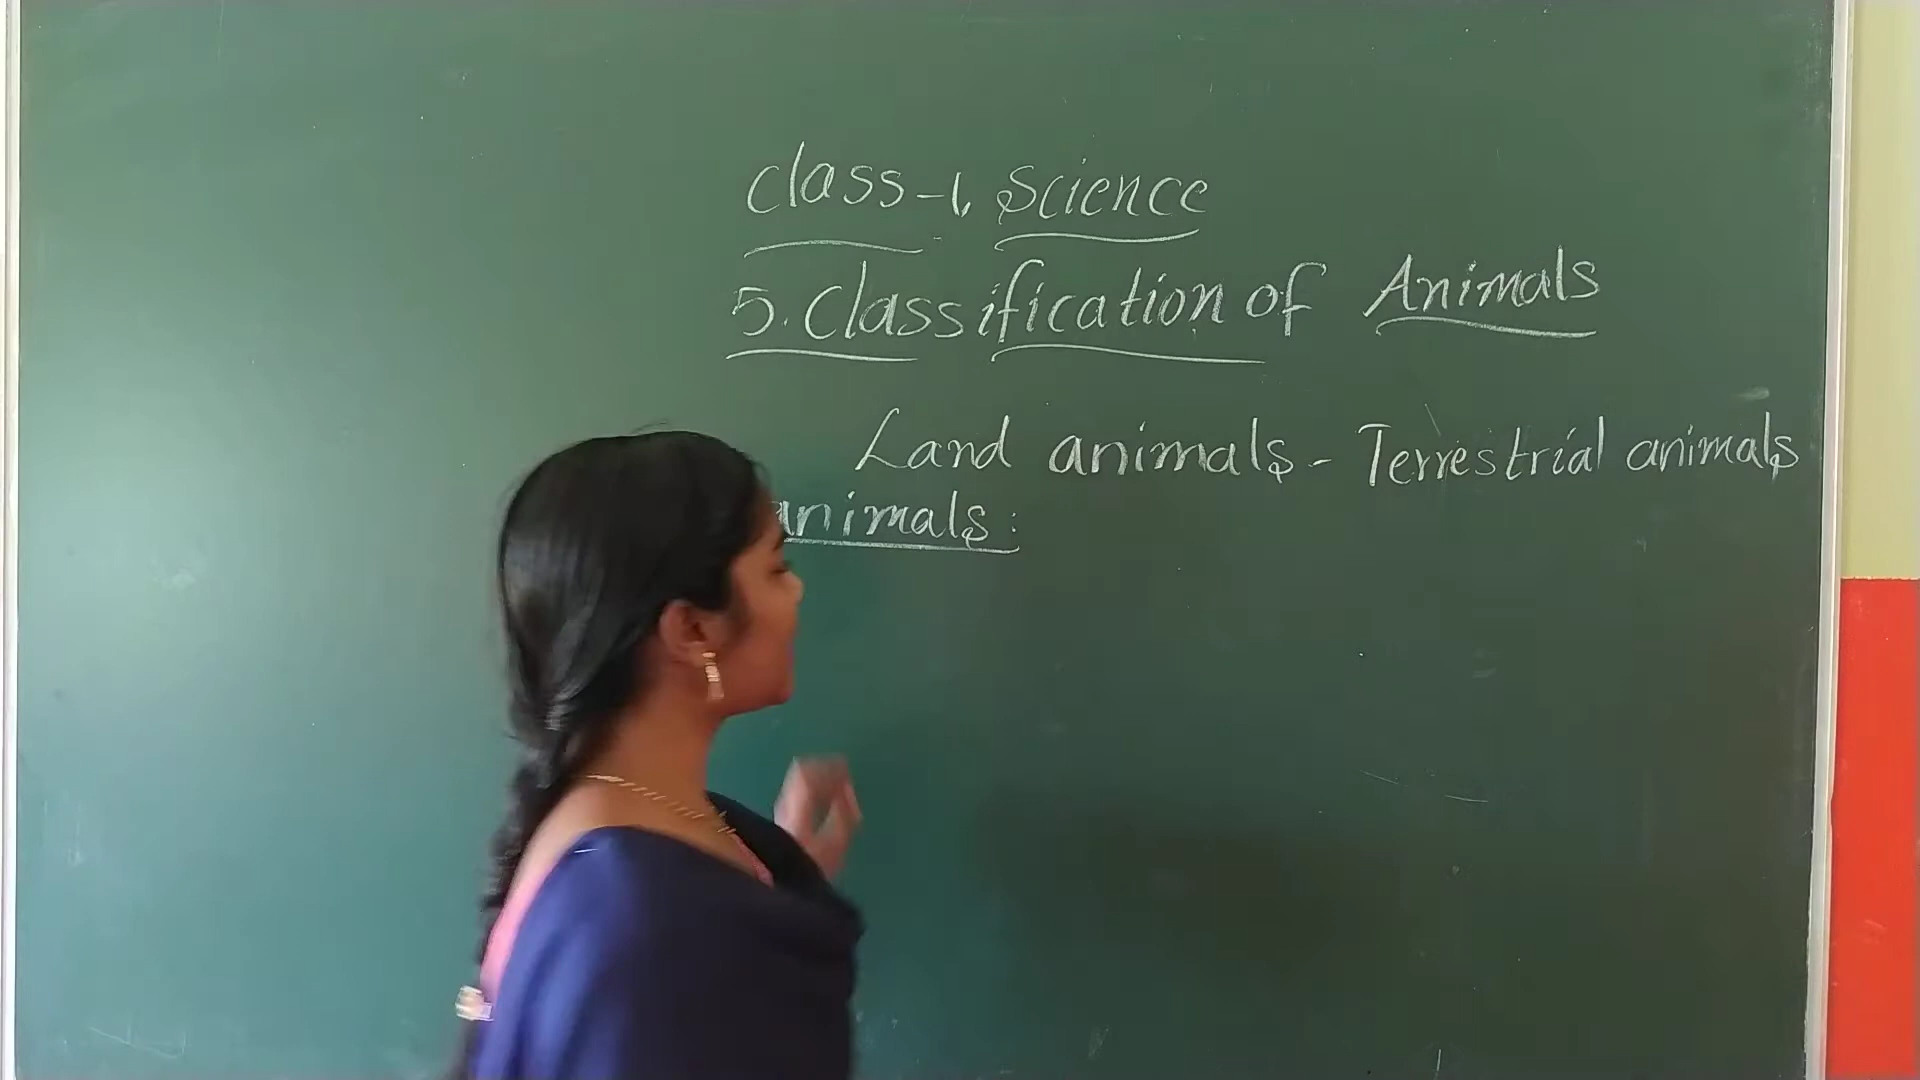 class-1, Science
5. Classification of Animals
Land animals - Terrestrial animals
animals: